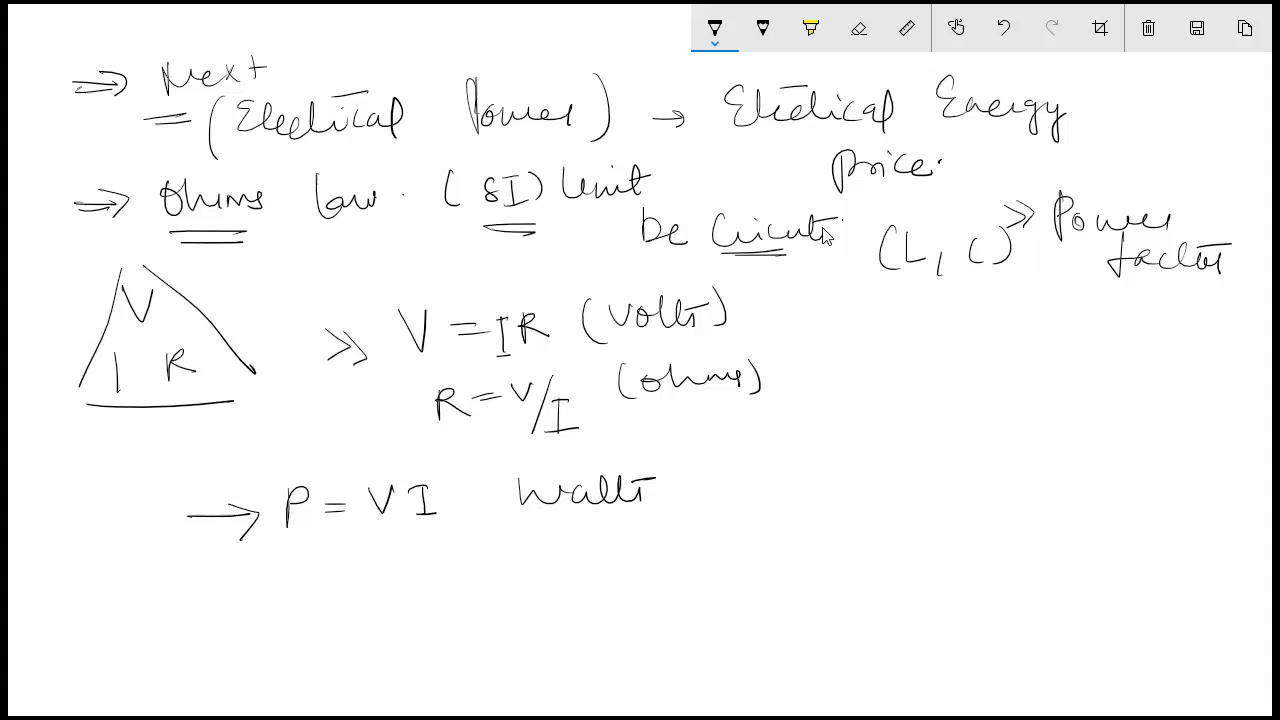 ⇒ Next
= (Electrical Power) → Electrical Energy
price.
⇒ Ohms law. (SI) Unit
DC Circuits (L, C) >> Power
factor
V
I R
>> V = IR (Volts)
R = V/I (ohms)
→ P = VI Watts